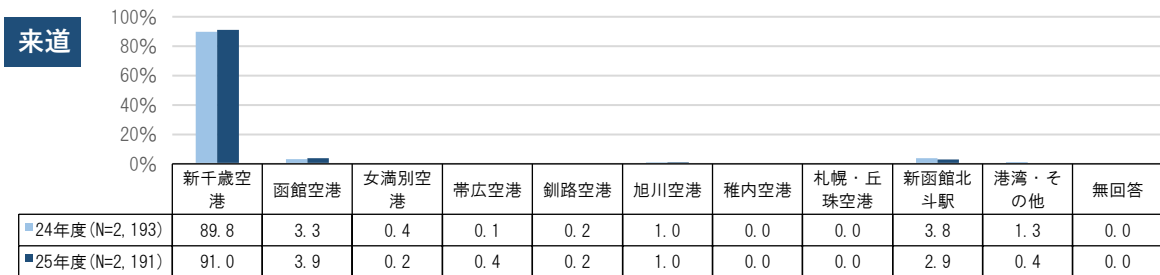 来道
100%
80%
60%
40%
20%
0%
新千歳空港 函館空港 女満別空港 帯広空港 釧路空港 旭川空港 稚内空港 札幌・丘珠空港 新函館北斗駅 港湾・その他 無回答
24年度(N=2,193) 89.8 3.3 0.4 0.1 0.2 1.0 0.0 0.0 3.8 1.3 0.0
25年度(N=2,191) 91.0 3.9 0.2 0.4 0.2 1.0 0.0 0.0 2.9 0.4 0.0